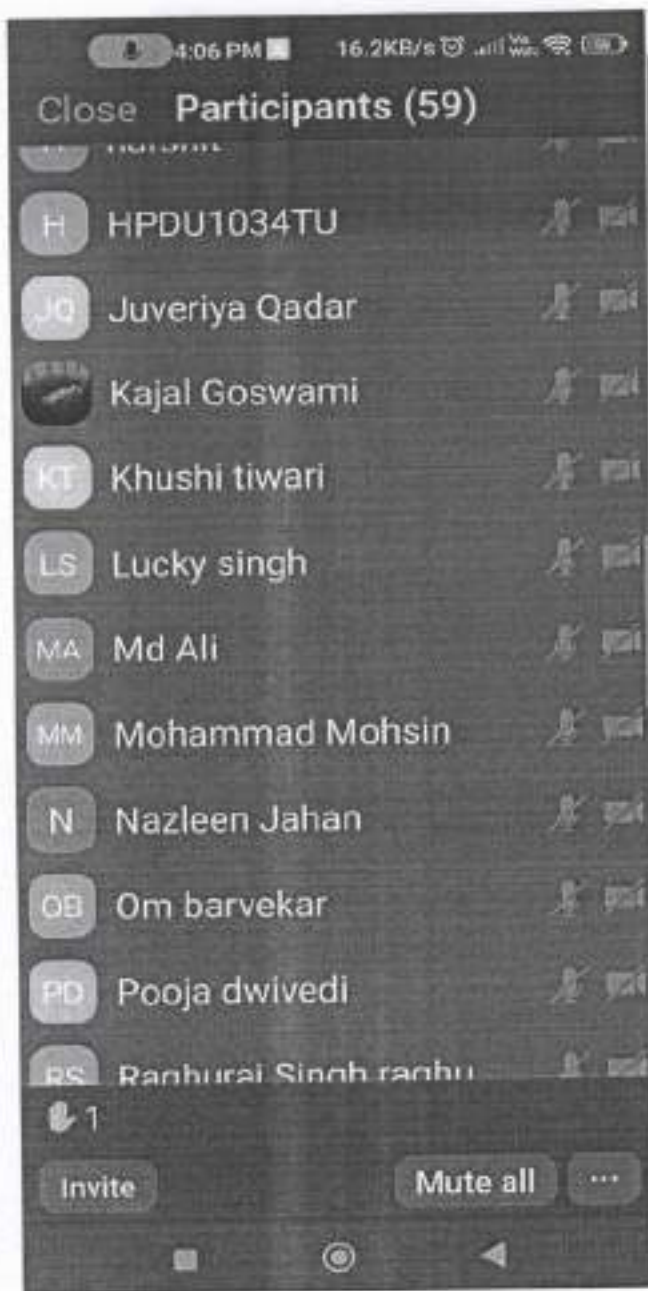 4:06 PM 16.2KB/s
Close Participants (59)
H HPDU1034TU
JQ Juveriya Qadar
Kajal Goswami
KT Khushi tiwari
LS Lucky singh
MA Md Ali
MM Mohammad Mohsin
N Nazleen Jahan
OB Om barvekar
PD Pooja dwivedi
RS Raghuraj Singh raghu
1
Invite Mute all ...